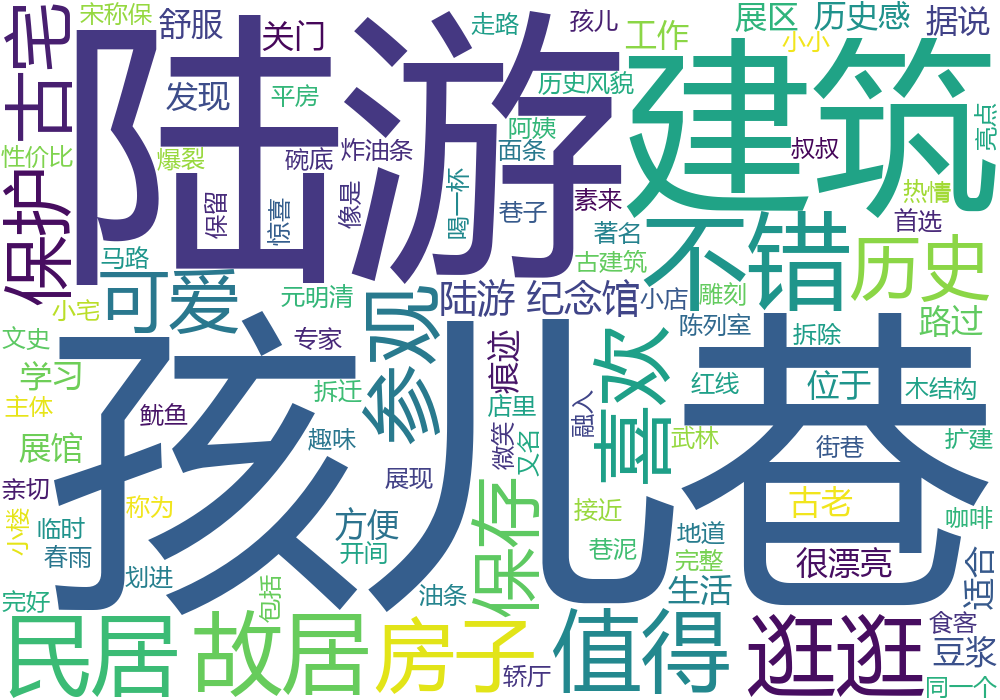 宋称保
舒服
关门
走路
孩儿
工作
展区
小小
历史感
据说
古宅
陆游
建筑
发现
平房
历史风貌
亮点
性价比
爆裂
碗底
炸油条
阿姨
面条
叔叔
保护
保留
惊喜
像是
喝一杯
巷子
素来
热情
首选
马路
著名
古建筑
不错
历史
可爱
小宅
元明清
参观
陆游 纪念馆
小店
雕刻
路过
文史
专家
痕迹
喜欢
陈列室
拆除
孩儿巷
学习
拆迁
红线
位于
木结构
主体
鱿鱼
店里
融入
展馆
趣味
微笑
又名
武林
街巷
扩建
亲切
展现
称为
保存
接近
古老
小楼
临时
方便
地道
咖啡
春雨
开间
巷泥
完整
很漂亮
划进
适合
完好
包括
油条
生活
民居
故居
房子
轿厅
值得
逛逛
食客
豆浆
同一个